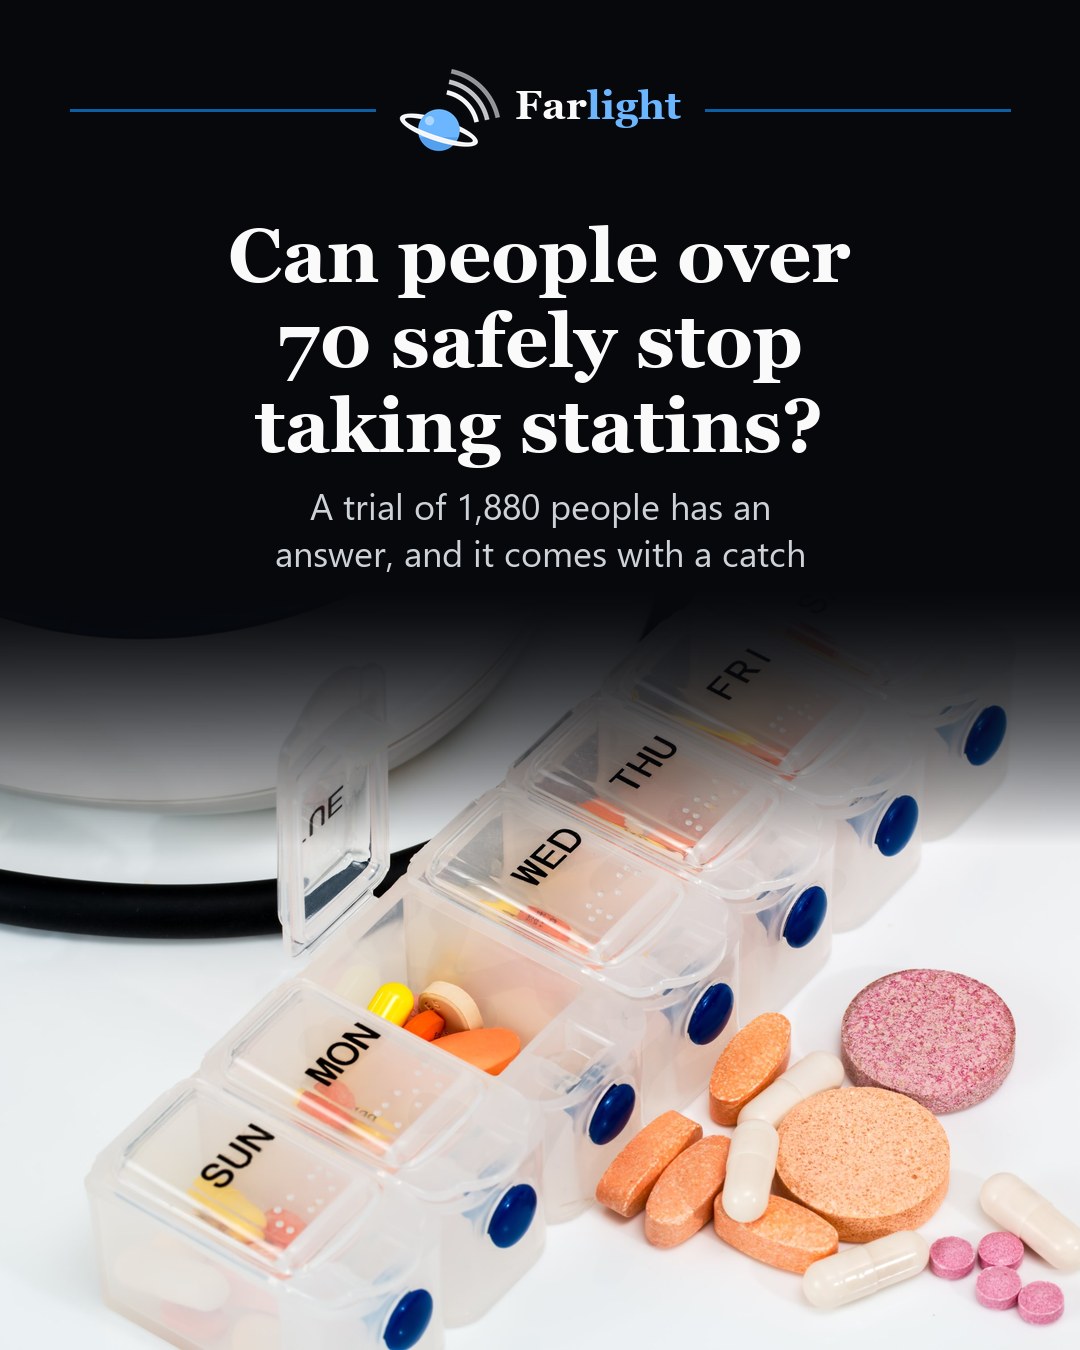 Farlight
Can people over
70 safely stop
taking statins?
A trial of 1,880 people has an
answer, and it comes with a catch
FRI
THU
WED
MON
SUN